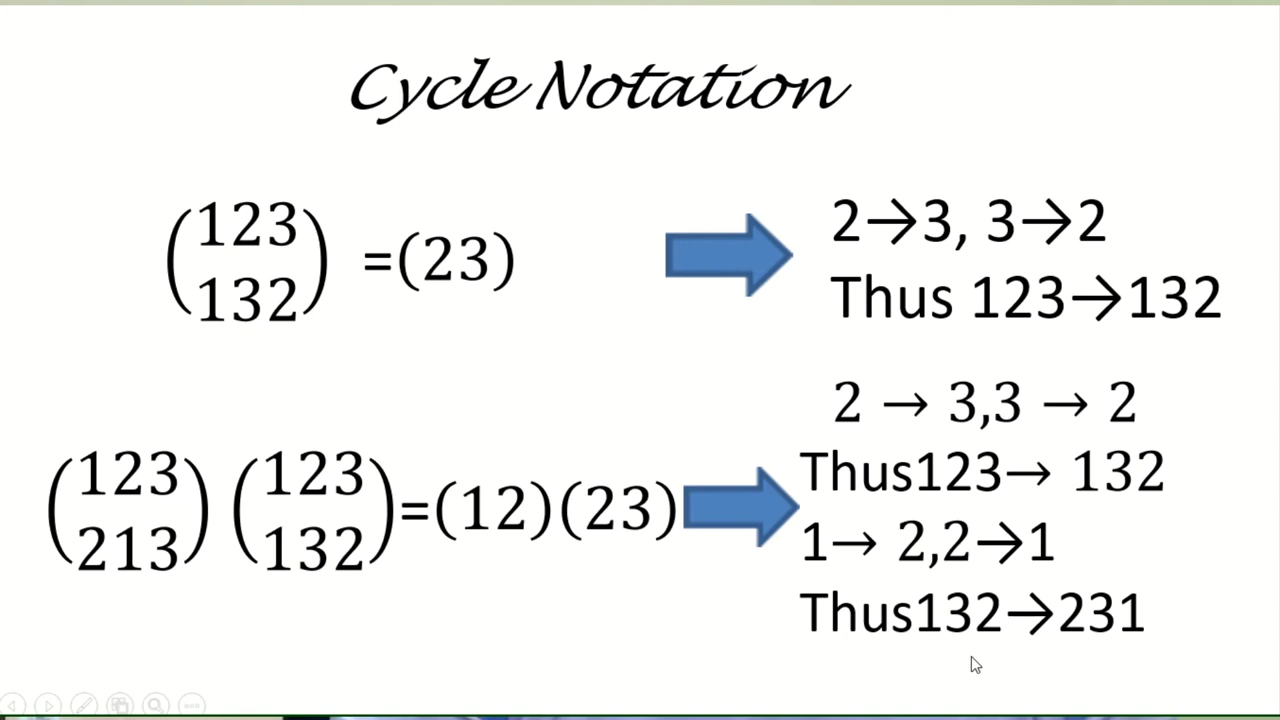 Cycle Notation
(123
132) =(23)
2→3, 3→2
Thus 123→132
(123
213) (123
132)=(12)(23)
2 → 3,3 → 2
Thus123→ 132
1→ 2,2→1
Thus132→231